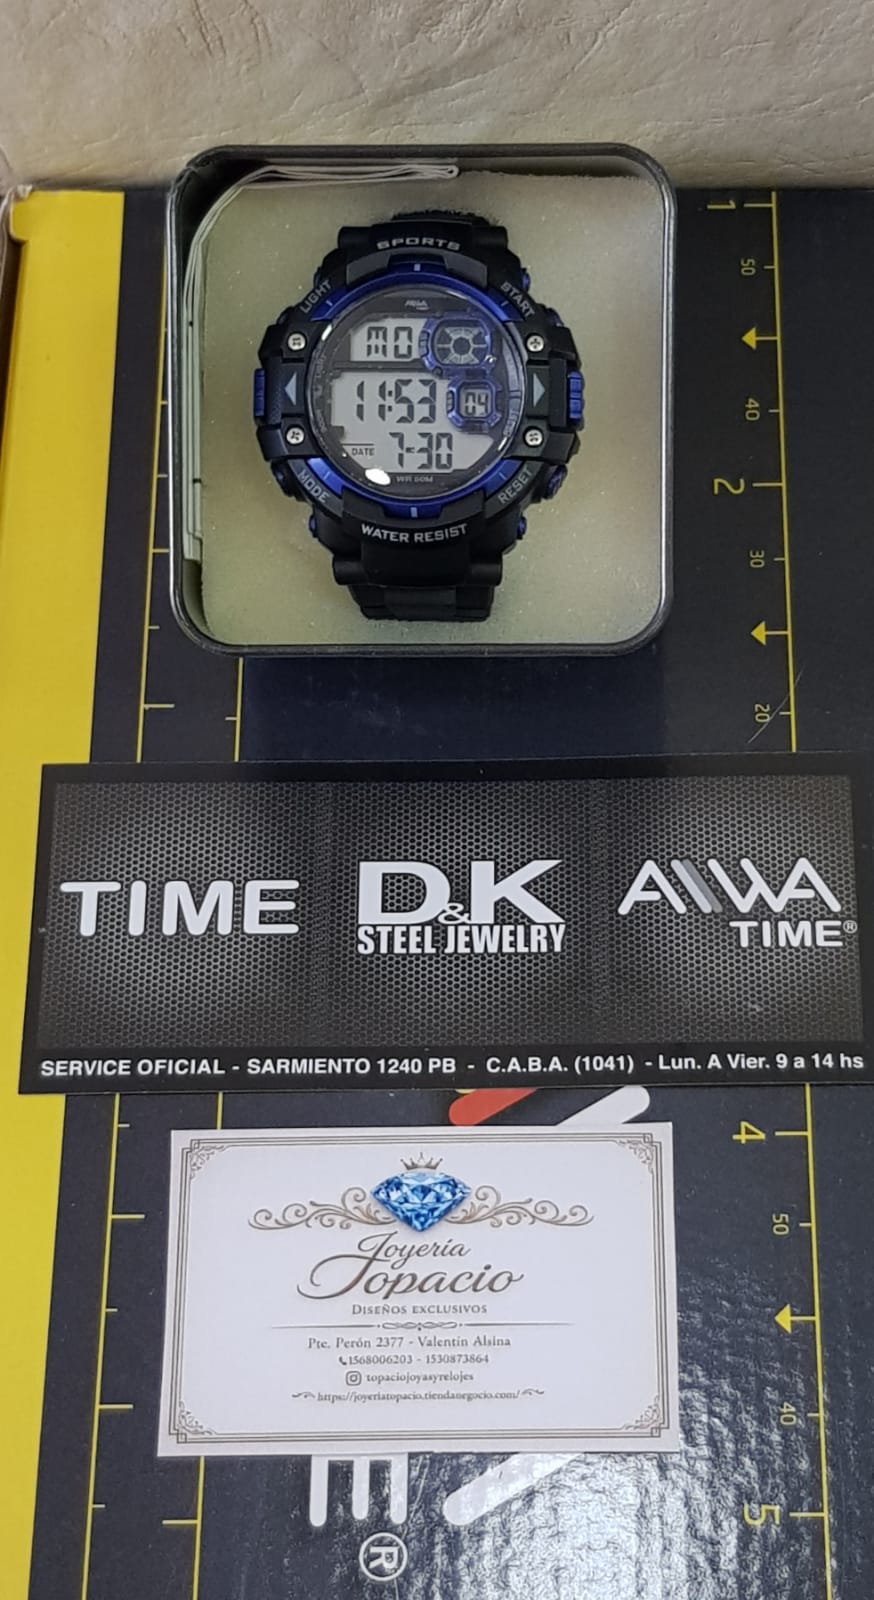 SPORTS
LIGHT
START
AIWA
MO
11:53
04
DATE
7-30
WR 50M
MODE
RESET
WATER RESIST
1
50
40
2
30
20
TIME
D&K
STEEL JEWELRY
AIWA
TIME®
SERVICE OFICIAL - SARMIENTO 1240 PB - C.A.B.A. (1041) - Lun. A Vier. 9 a 14 hs
4
50
Joyería
Topacio
DISEÑOS EXCLUSIVOS
Pte. Perón 2377 - Valentín Alsina
1568006203 - 1530873864
topaciojoyasyrelojes
https://joyeriatopacio.tiendanegocio.com/
40
5
E®